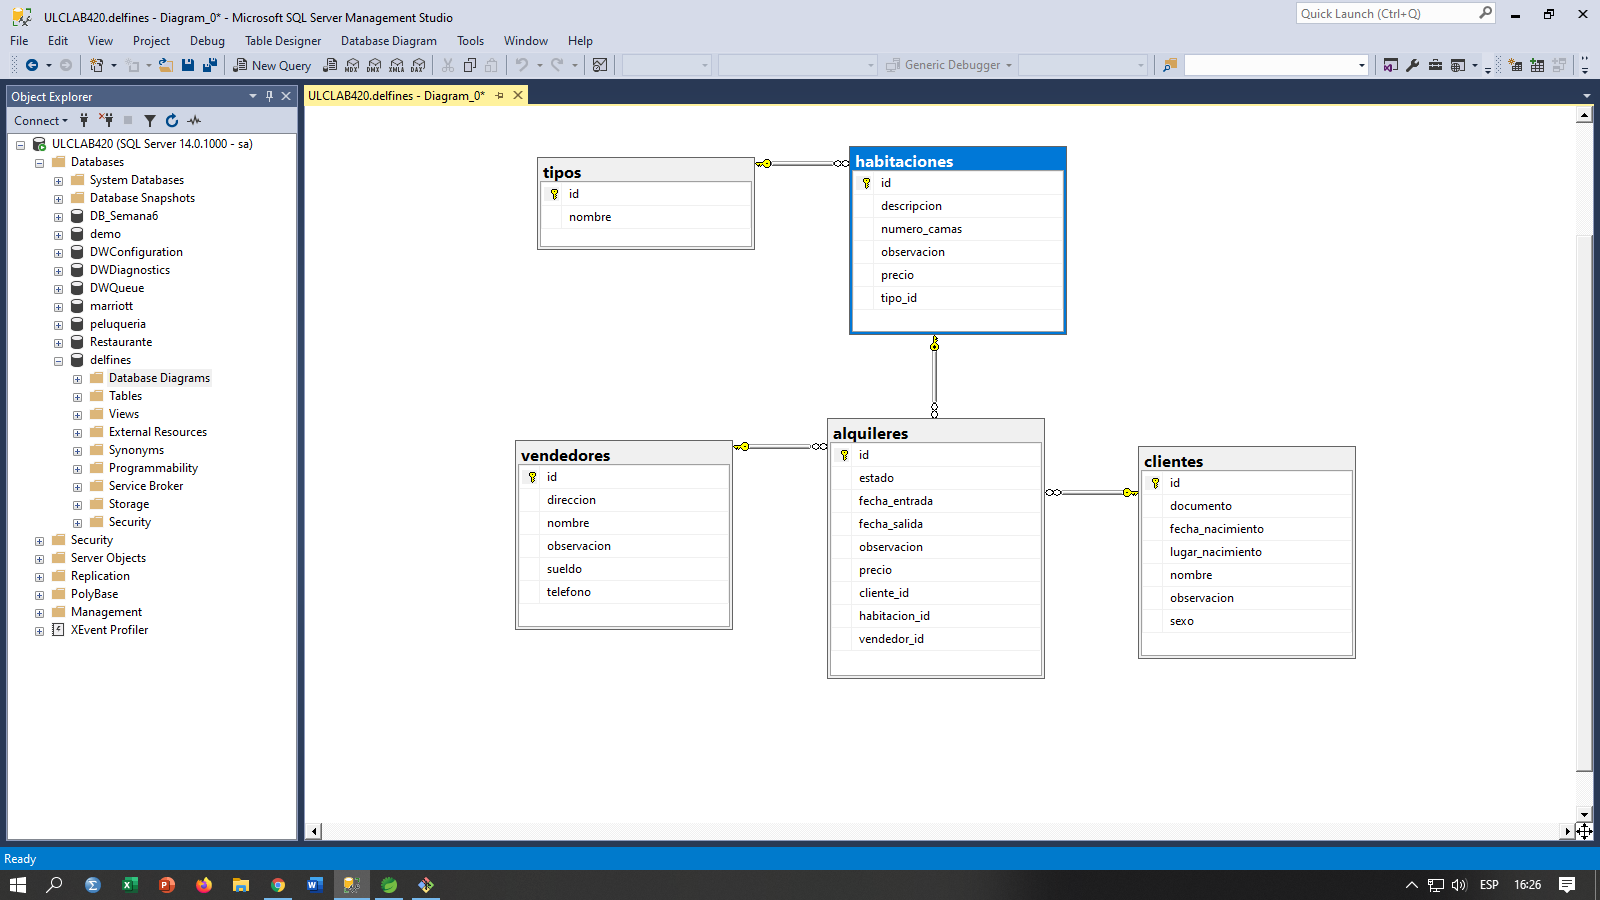 ULCLAB420.delfines - Diagram_0* - Microsoft SQL Server Management Studio
Quick Launch (Ctrl+Q)
File Edit View Project Debug Table Designer Database Diagram Tools Window Help
New Query
MDX
DMX
XMLA
DAX
Generic Debugger
Object Explorer
ULCLAB420.delfines - Diagram_0*
Connect
ULCLAB420 (SQL Server 14.0.1000 - sa)
Databases
System Databases
Database Snapshots
DB_Semana6
demo
DWConfiguration
DWDiagnostics
DWQueue
marriott
peluqueria
Restaurante
delfines
Database Diagrams
Tables
Views
External Resources
Synonyms
Programmability
Service Broker
Storage
Security
Security
Server Objects
Replication
PolyBase
Management
XEvent Profiler
tipos
id
nombre
habitaciones
id
descripcion
numero_camas
observacion
precio
tipo_id
vendedores
id
direccion
nombre
observacion
sueldo
telefono
alquileres
id
estado
fecha_entrada
fecha_salida
observacion
precio
cliente_id
habitacion_id
vendedor_id
clientes
id
documento
fecha_nacimiento
lugar_nacimiento
nombre
observacion
sexo
Ready
ESP
16:26